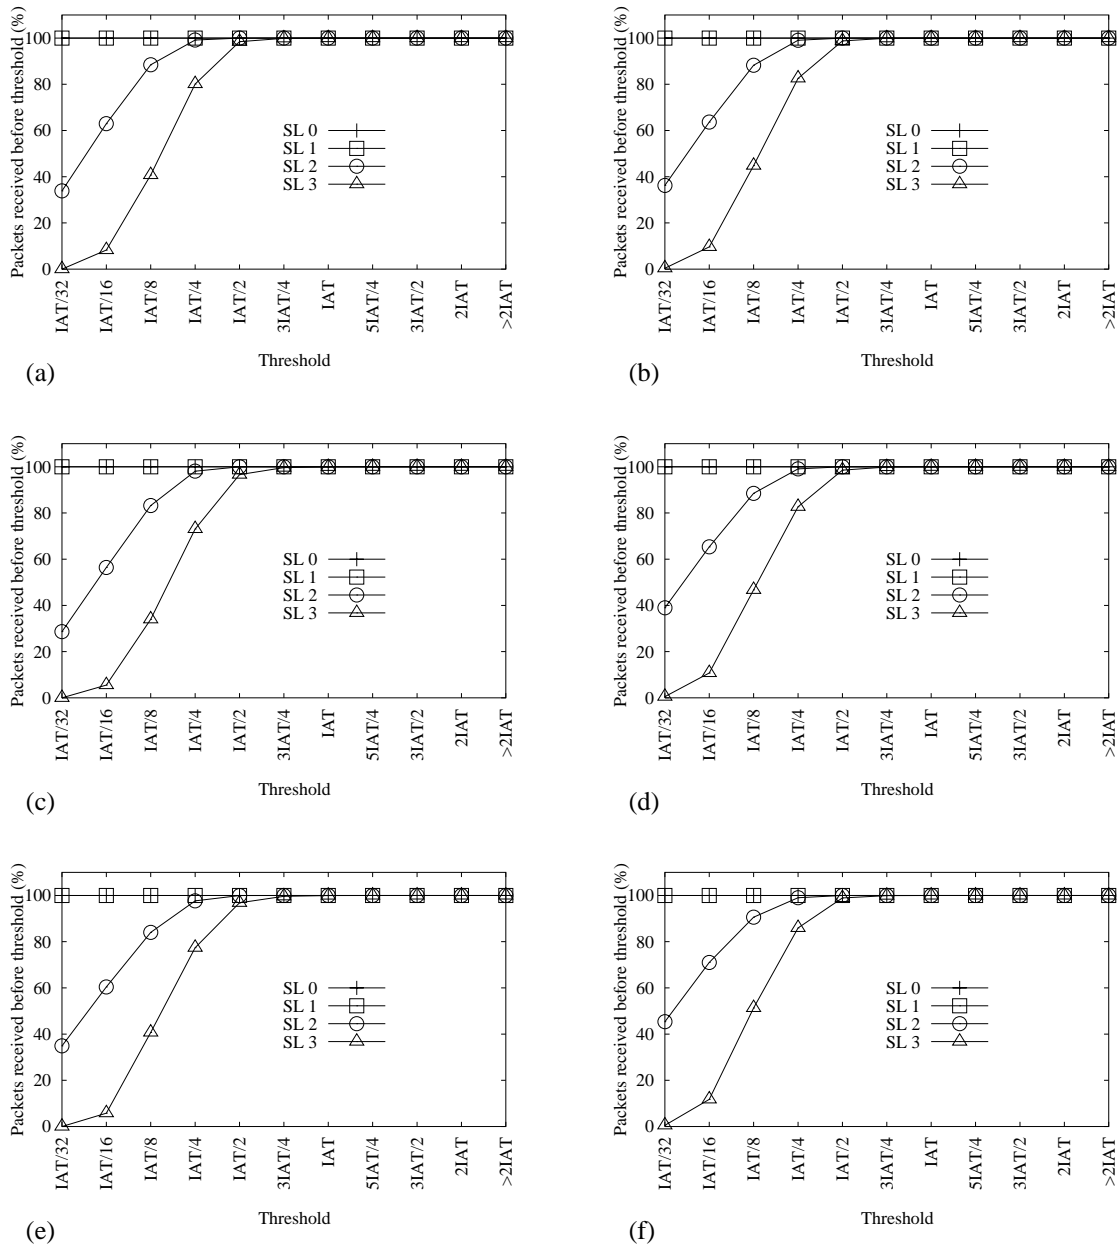 Packets received before threshold (%)
100
80
60
40
20
0
SL 0
SL 1
SL 2
SL 3
IAT/32
IAT/16
IAT/8
IAT/4
IAT/2
3IAT/4
IAT
5IAT/4
3IAT/2
2IAT
>2IAT
Threshold
(a)
Packets received before threshold (%)
100
80
60
40
20
0
SL 0
SL 1
SL 2
SL 3
IAT/32
IAT/16
IAT/8
IAT/4
IAT/2
3IAT/4
IAT
5IAT/4
3IAT/2
2IAT
>2IAT
Threshold
(b)
Packets received before threshold (%)
100
80
60
40
20
0
SL 0
SL 1
SL 2
SL 3
IAT/32
IAT/16
IAT/8
IAT/4
IAT/2
3IAT/4
IAT
5IAT/4
3IAT/2
2IAT
>2IAT
Threshold
(c)
Packets received before threshold (%)
100
80
60
40
20
0
SL 0
SL 1
SL 2
SL 3
IAT/32
IAT/16
IAT/8
IAT/4
IAT/2
3IAT/4
IAT
5IAT/4
3IAT/2
2IAT
>2IAT
Threshold
(d)
Packets received before threshold (%)
100
80
60
40
20
0
SL 0
SL 1
SL 2
SL 3
IAT/32
IAT/16
IAT/8
IAT/4
IAT/2
3IAT/4
IAT
5IAT/4
3IAT/2
2IAT
>2IAT
Threshold
(e)
Packets received before threshold (%)
100
80
60
40
20
0
SL 0
SL 1
SL 2
SL 3
IAT/32
IAT/16
IAT/8
IAT/4
IAT/2
3IAT/4
IAT
5IAT/4
3IAT/2
2IAT
>2IAT
Threshold
(f)